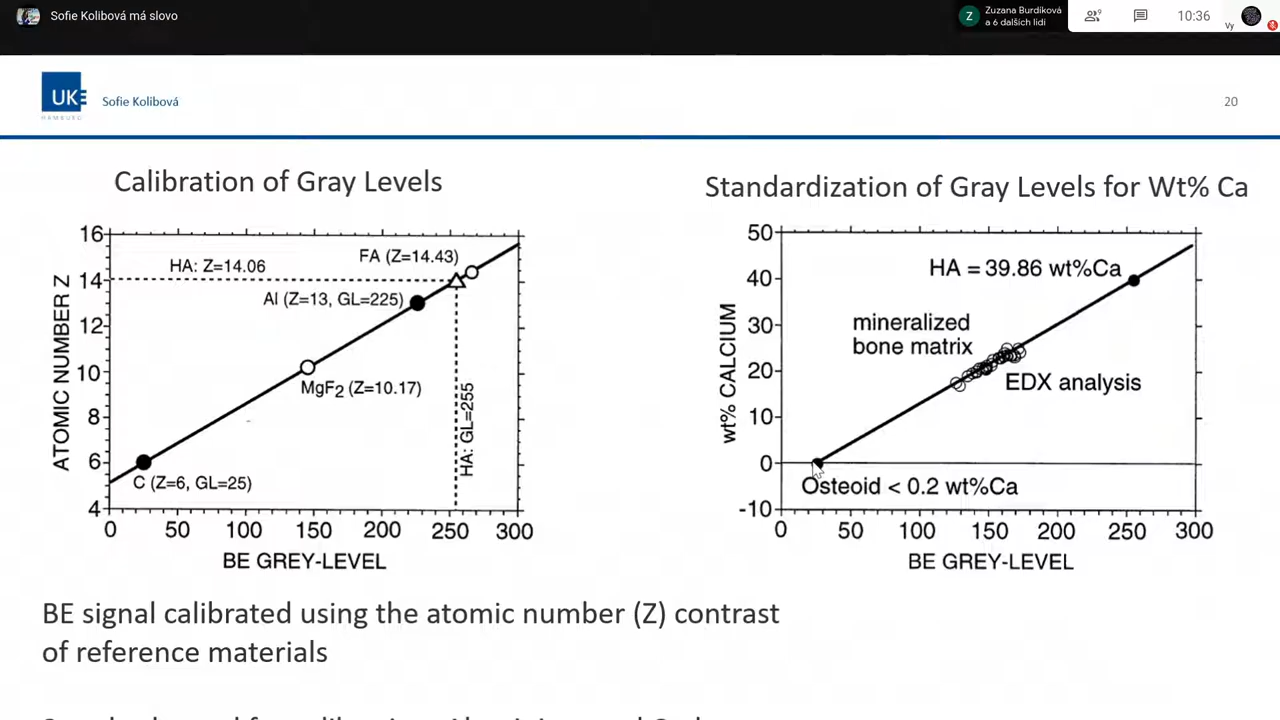 Sofie Kolibová má slovo
Zuzana Burdíková
a 6 dalších lidí
Z
9
10:36
Vy
UKE
HAMBURG
Sofie Kolibová
20
Calibration of Gray Levels
Standardization of Gray Levels for Wt% Ca
ATOMIC NUMBER Z
16
14
12
10
8
6
4
HA: Z=14.06
FA (Z=14.43)
Al (Z=13, GL=225)
MgF2 (Z=10.17)
HA: GL=255
C (Z=6, GL=25)
0 50 100 150 200 250 300
BE GREY-LEVEL
wt% CALCIUM
50
40
30
20
10
0
-10
HA = 39.86 wt%Ca
mineralized
bone matrix
EDX analysis
Osteoid < 0.2 wt%Ca
0 50 100 150 200 250 300
BE GREY-LEVEL
BE signal calibrated using the atomic number (Z) contrast
of reference materials